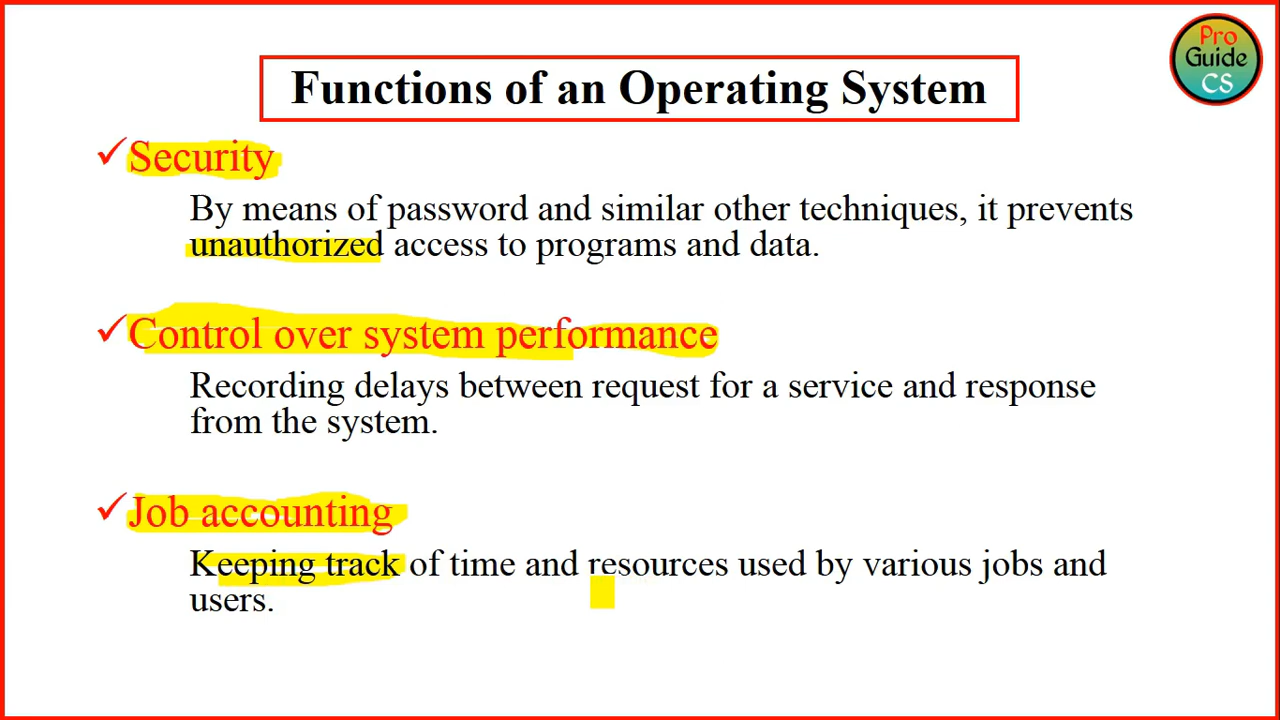 Pro
Guide
CS
Functions of an Operating System
✓Security
By means of password and similar other techniques, it prevents
unauthorized access to programs and data.
✓Control over system performance
Recording delays between request for a service and response
from the system.
✓Job accounting
Keeping track of time and resources used by various jobs and
users.